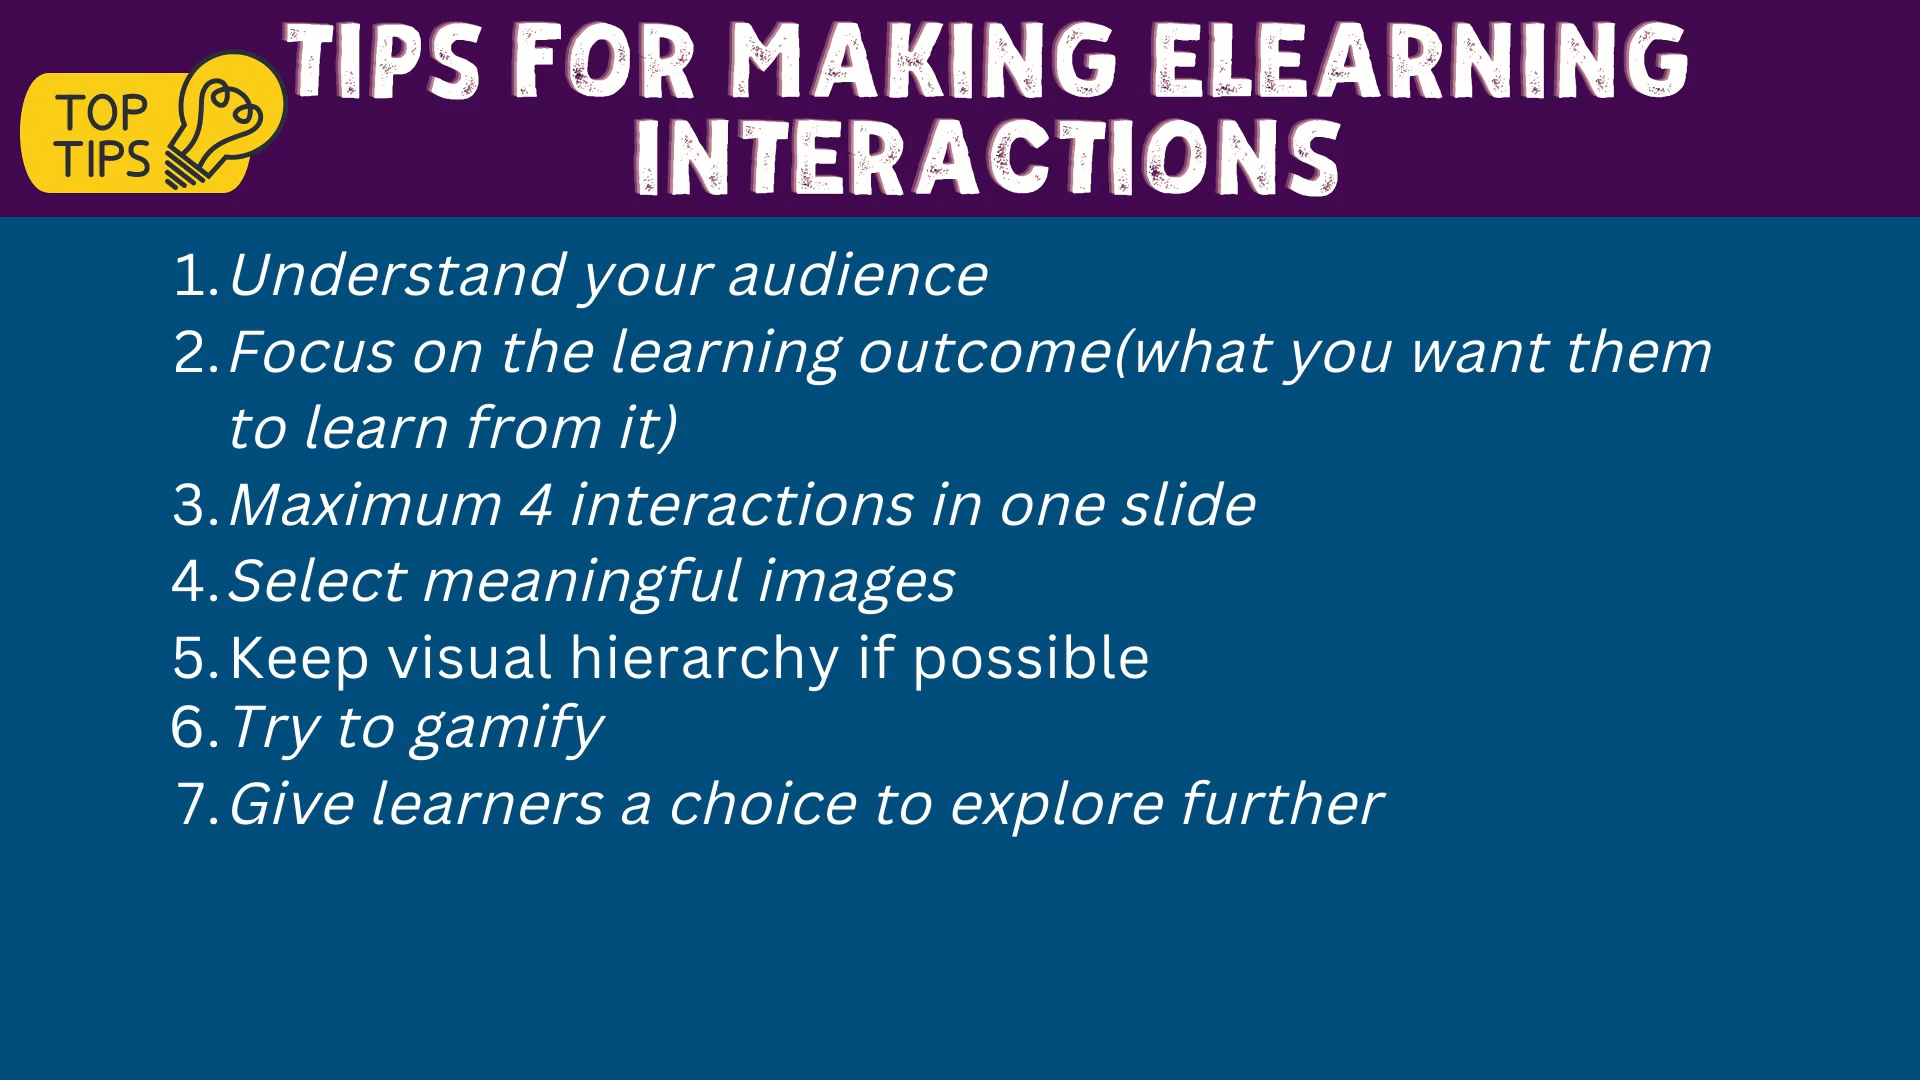 TOP
TIPS
TIPS FOR MAKING ELEARNING
INTERACTIONS
1. Understand your audience
2. Focus on the learning outcome(what you want them
to learn from it)
3. Maximum 4 interactions in one slide
4. Select meaningful images
5. Keep visual hierarchy if possible
6. Try to gamify
7. Give learners a choice to explore further